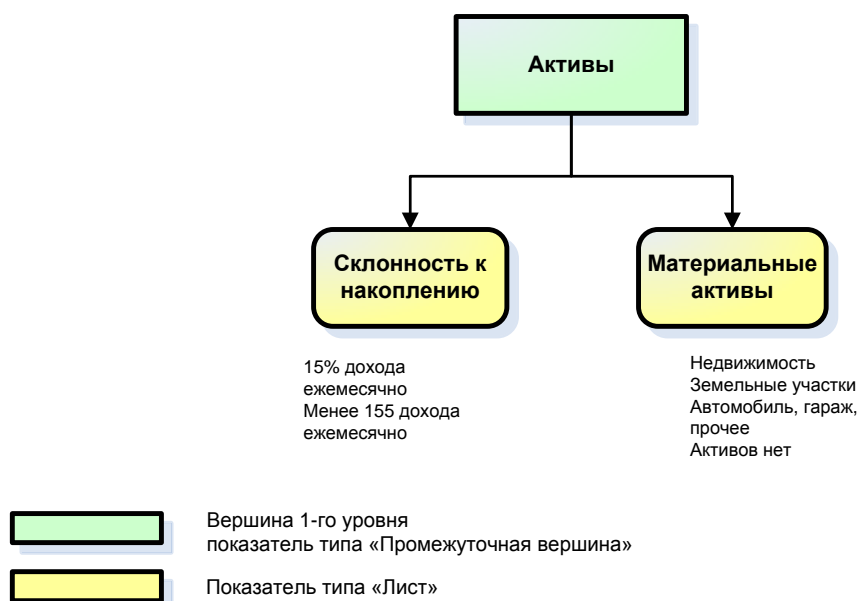 Активы
Склонность к
накоплению
Материальные
активы
15% дохода
ежемесячно
Менее 155 дохода
ежемесячно
Недвижимость
Земельные участки
Автомобиль, гараж,
прочее
Активов нет
Вершина 1-го уровня
показатель типа «Промежуточная вершина»
Показатель типа «Лист»